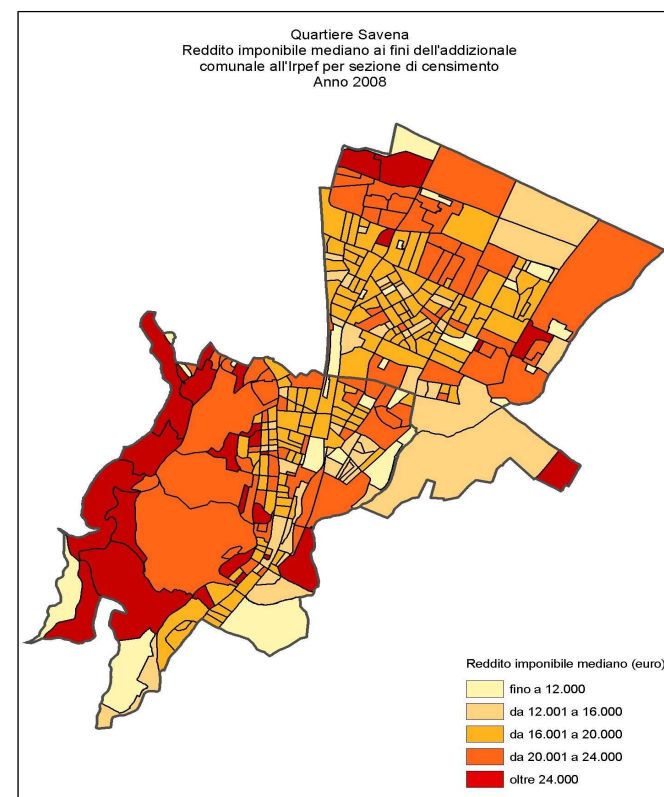 Quartiere Savena
Reddito imponibile mediano ai fini dell'addizionale
comunale all'Irpef per sezione di censimento
Anno 2008
Reddito imponibile mediano (euro)
fino a 12.000
da 12.001 a 16.000
da 16.001 a 20.000
da 20.001 a 24.000
oltre 24.000